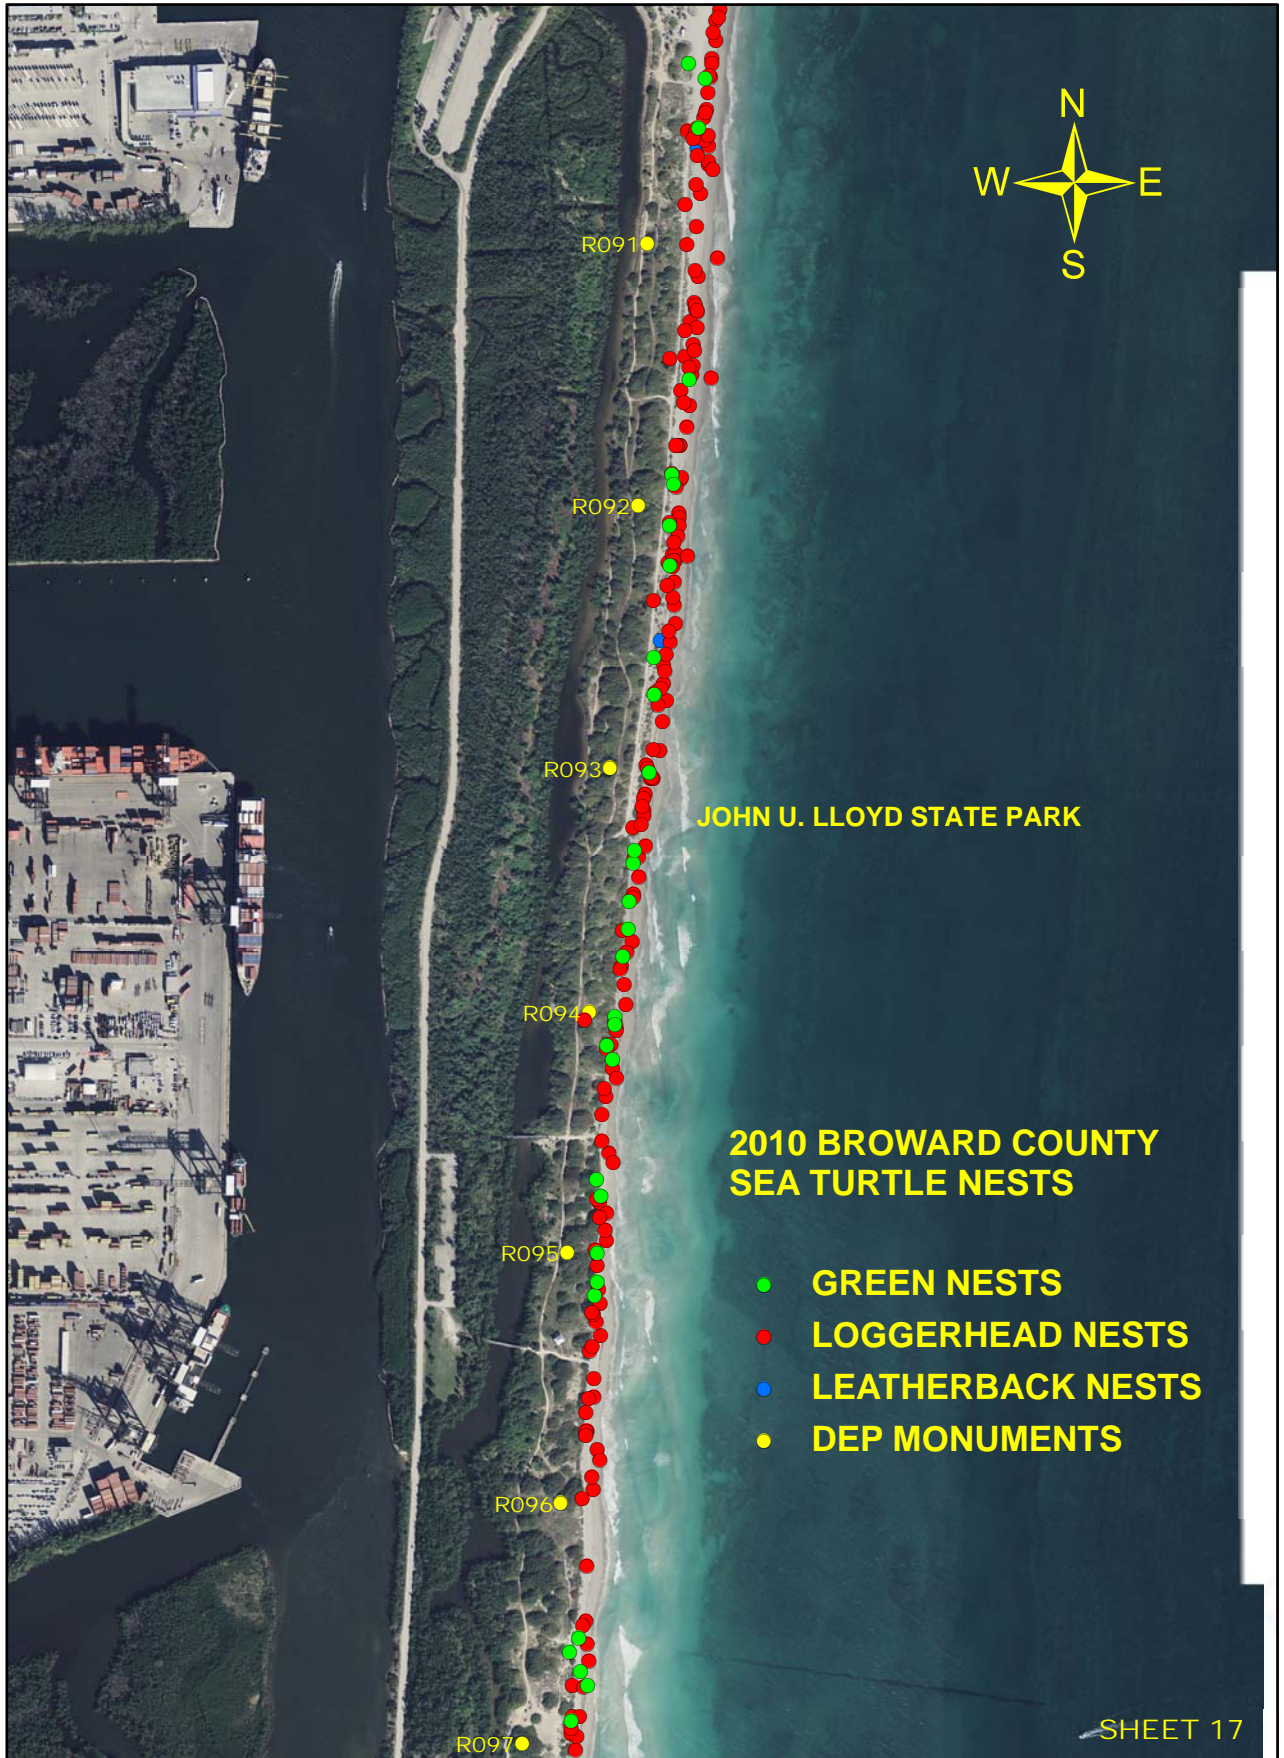 N
W E
S
R091
R092
R093
JOHN U. LLOYD STATE PARK
R094
2010 BROWARD COUNTY
SEA TURTLE NESTS
R095
GREEN NESTS
LOGGERHEAD NESTS
LEATHERBACK NESTS
DEP MONUMENTS
R096
SHEET 17
R097